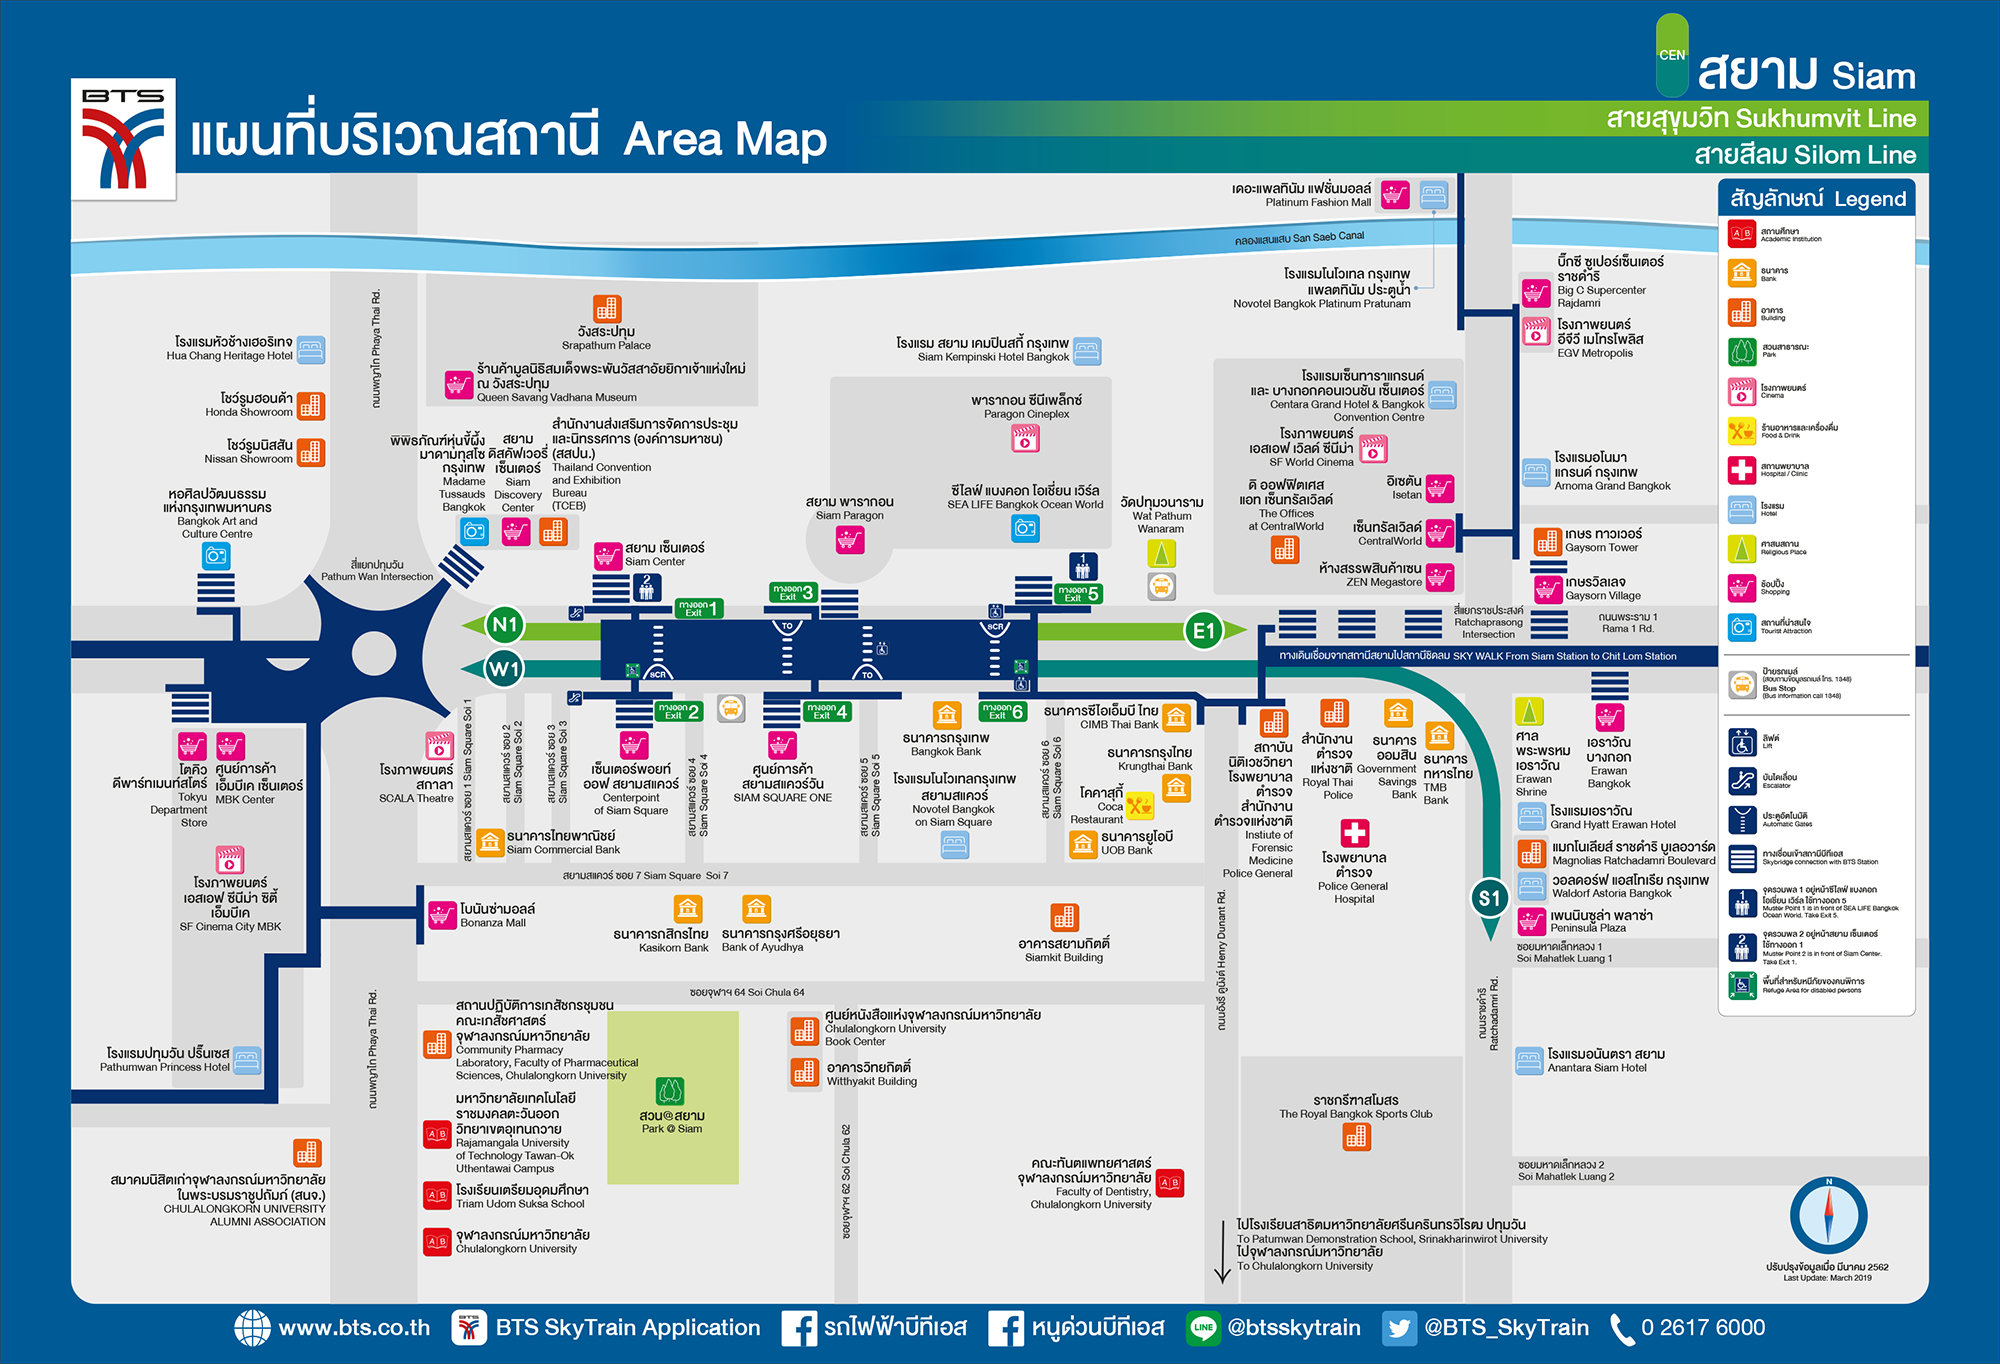 CEN
สยาม Siam
BTS
แผนที่บริเวณสถานี Area Map
สายสุขุมวิท Sukhumvit Line
สายสีลม Silom Line
เดอะแพลทินัม แฟชั่นมอลล์
Platinum Fashion Mall
คลองแสนแสบ San Saeb Canal
โรงแรมโนโวเทล กรุงเทพ
แพลตทินัม ประตูน้ำ
Novotel Bangkok Platinum Pratunam
บิ๊กซี ซูเปอร์เซ็นเตอร์
ราชดำริ
Big C Supercenter
Rajdamri
โรงภาพยนตร์
อีจีวี เมโทรโพลิส
EGV Metropolis
ถนนพญาไท Phaya Thai Rd.
วังสระปทุม
Srapathum Palace
ร้านค้ามูลนิธิสมเด็จพระพันวัสสาอัยยิกาเจ้าแห่งใหม่
ณ วังสระปทุม
Queen Savang Vadhana Museum
โรงแรมหัวช้างเฮอริเทจ
Hua Chang Heritage Hotel
โชว์รูมฮอนด้า
Honda Showroom
โชว์รูมนิสสัน
Nissan Showroom
หอศิลปวัฒนธรรม
แห่งกรุงเทพมหานคร
Bangkok Art and
Culture Centre
พิพิธภัณฑ์หุ่นขี้ผึ้ง
มาดามทุสโซ
กรุงเทพ
Madame
Tussauds
Bangkok
สยาม
ดิสคัฟเวอรี่
เซ็นเตอร์
Siam
Discovery
Center
สำนักงานส่งเสริมการจัดการประชุม
และนิทรรศการ (องค์การมหาชน)
(สสปน.)
Thailand Convention
and Exhibition
Bureau
(TCEB)
สี่แยกปทุมวัน
Pathum Wan Intersection
สยาม เซ็นเตอร์
Siam Center
โรงแรม สยาม เคมปินสกี้ กรุงเทพ
Siam Kempinski Hotel Bangkok
พารากอน ซีนีเพล็กซ์
Paragon Cineplex
สยาม พารากอน
Siam Paragon
ซีไลฟ์ แบงคอก โอเชี่ยน เวิร์ล
SEA LIFE Bangkok Ocean World
วัดปทุมวนาราม
Wat Pathum
Wanaram
โรงแรมเซ็นทาราแกรนด์
และ บางกอกคอนเวนชัน เซ็นเตอร์
Centara Grand Hotel & Bangkok
Convention Centre
โรงภาพยนตร์
เอสเอฟ เวิลด์ ซีนีม่า
SF World Cinema
ดิ ออฟฟิตเศส
แอท เซ็นทรัลเวิลด์
The Offices
at CentralWorld
อิเซตัน
Isetan
เซ็นทรัลเวิลด์
CentralWorld
ห้างสรรพสินค้าเซน
ZEN Megastore
โรงแรมอโนมา
แกรนด์ กรุงเทพ
Arnoma Grand Bangkok
เกษร ทาวเวอร์
Gaysorn Tower
เกษรวิลเลจ
Gaysorn Village
สี่แยกราชประสงค์
Ratchaprasong
Intersection
ถนนพระราม 1
Rama 1 Rd.
ทางเดินเชื่อมจากสถานีสยามไปสถานีชิดลม SKY WALK From Siam Station to Chit Lom Station
N1
W1
E1
S1
2
1
ทางออก
Exit 1
ทางออก
Exit 3
ทางออก
Exit 5
ทางออก
Exit 2
ทางออก
Exit 4
ทางออก
Exit 6
TO
SCR
SCR
TO
โตคิว
ดีพาร์ทเมนท์สโตร์
Tokyu
Department
Store
ศูนย์การค้า
เอ็มบีเค เซ็นเตอร์
MBK Center
โรงภาพยนตร์
เอสเอฟ ซีนีม่า ซิตี้
เอ็มบีเค
SF Cinema City MBK
โรงภาพยนตร์
สกาลา
SCALA Theatre
สยามสแควร์ ซอย 1 Siam Square Soi 1
สยามสแควร์ ซอย 2
Siam Square Soi 2
สยามสแควร์ ซอย 3
Siam Square Soi 3
สยามสแควร์ ซอย 4
Siam Square Soi 4
สยามสแควร์ ซอย 5
Siam Square Soi 5
สยามสแควร์ ซอย 6
Siam Square Soi 6
เซ็นเตอร์พอยท์
ออฟ สยามสแควร์
Centerpoint
of Siam Square
ศูนย์การค้า
สยามสแควร์วัน
SIAM SQUARE ONE
ธนาคารกรุงเทพ
Bangkok Bank
โรงแรมโนโวเทลกรุงเทพ
สยามสแควร์
Novotel Bangkok
on Siam Square
ธนาคารซีไอเอ็มบี ไทย
CIMB Thai Bank
ธนาคารกรุงไทย
Krungthai Bank
โคคาสุกี้
Coca
Restaurant
ธนาคารยูโอบี
UOB Bank
ธนาคารไทยพาณิชย์
Siam Commercial Bank
สยามสแควร์ ซอย 7 Siam Square Soi 7
สถาบัน
นิติเวชวิทยา
โรงพยาบาล
ตำรวจ
สำนักงาน
ตำรวจแห่งชาติ
Instiute of
Forensic
Medicine
Police General
สำนักงาน
ตำรวจ
แห่งชาติ
Royal Thai
Police
ธนาคาร
ออมสิน
Government
Savings
Bank
ธนาคาร
ทหารไทย
TMB
Bank
โรงพยาบาล
ตำรวจ
Police General
Hospital
ศาล
พระพรหม
เอราวัณ
Erawan
Shrine
เอราวัณ
บางกอก
Erawan
Bangkok
โรงแรมเอราวัณ
Grand Hyatt Erawan Hotel
แมกโนเลียส์ ราชดำริ บูเลอวาร์ด
Magnolias Ratchadamri Boulevard
วอลดอร์ฟ แอสโทเรีย กรุงเทพ
Waldorf Astoria Bangkok
เพนนินซูล่า พลาซ่า
Peninsula Plaza
ซอยมหาดเล็กหลวง 1
Soi Mahatlek Luang 1
โบนันซ่ามอลล์
Bonanza Mall
ธนาคารกสิกรไทย
Kasikorn Bank
ธนาคารกรุงศรีอยุธยา
Bank of Ayudhya
อาคารสยามกิตติ์
Siamkit Building
ซอยจุฬาฯ 64 Soi Chula 64
ถนนอังรี ดูนังต์ Henry Dunant Rd.
ถนนราชดำริ
Ratchadamri Rd.
ถนนพญาไท Phaya Thai Rd.
โรงแรมปทุมวัน ปริ๊นเซส
Pathumwan Princess Hotel
สถานปฏิบัติการเภสัชกรชุมชน
คณะเภสัชศาสตร์
จุฬาลงกรณ์มหาวิทยาลัย
Community Pharmacy
Laboratory, Faculty of Pharmaceutical
Sciences, Chulalongkorn University
มหาวิทยาลัยเทคโนโลยี
ราชมงคลตะวันออก
วิทยาเขตอุเทนถวาย
Rajamangala University
of Technology Tawan-Ok
Uthentawai Campus
โรงเรียนเตรียมอุดมศึกษา
Triam Udom Suksa School
จุฬาลงกรณ์มหาวิทยาลัย
Chulalongkorn University
สวน@สยาม
Park @ Siam
ศูนย์หนังสือแห่งจุฬาลงกรณ์มหาวิทยาลัย
Chulalongkorn University
Book Center
อาคารวิทยกิตติ์
Witthyakit Building
ซอยจุฬาฯ 62 Soi Chula 62
สมาคมนิสิตเก่าจุฬาลงกรณ์มหาวิทยาลัย
ในพระบรมราชูปถัมภ์ (สนจ.)
CHULALONGKORN UNIVERSITY
ALUMNI ASSOCIATION
คณะทันตแพทยศาสตร์
จุฬาลงกรณ์มหาวิทยาลัย
Faculty of Dentistry,
Chulalongkorn University
ราชกรีฑาสโมสร
The Royal Bangkok Sports Club
โรงแรมอนันตรา สยาม
Anantara Siam Hotel
ซอยมหาดเล็กหลวง 2
Soi Mahatlek Luang 2
ไปโรงเรียนสาธิตมหาวิทยาลัยศรีนครินทรวิโรฒ ปทุมวัน
To Patumwan Demonstration School, Srinakharinwirot University
ไปจุฬาลงกรณ์มหาวิทยาลัย
To Chulalongkorn University
สัญลักษณ์ Legend
สถานศึกษา
Academic Institution
ธนาคาร
Bank
อาคาร
Building
สวนสาธารณะ
Park
โรงภาพยนตร์
Cinema
ร้านอาหารและเครื่องดื่ม
Food & Drink
สถานพยาบาล
Hospital / Clinic
โรงแรม
Hotel
ศาสนสถาน
Religious Place
ช้อปปิ้ง
Shopping
สถานที่น่าสนใจ
Tourist Attraction
ป้ายรถเมล์
(สอบถามข้อมูลรถเมล์ โทร. 1348)
Bus Stop
(Bus information call 1348)
ลิฟต์
Lift
บันไดเลื่อน
Escalator
ประตูอัตโนมัติ
Automatic Gates
ทางเชื่อมเข้าสถานีบีทีเอส
Skybridge connection with BTS Station
1
จุดรวมพล 1 อยู่หน้าซีไลฟ์ แบงคอก
โอเชี่ยน เวิร์ล ใช้ทางออก 5
Muster Point 1 is in front of SEA LIFE Bangkok
Ocean World. Take Exit 5.
2
จุดรวมพล 2 อยู่หน้าสยาม เซ็นเตอร์
ใช้ทางออก 1
Muster Point 2 is in front of Siam Center.
Take Exit 1.
พื้นที่สำหรับหนีภัยของคนพิการ
Refuge Area for disabled persons
N
ปรับปรุงข้อมูลเมื่อ มีนาคม 2562
Last Update: March 2019
www.bts.co.th
BTS SkyTrain Application
รถไฟฟ้าบีทีเอส
หนูด่วนบีทีเอส
LINE
@btsskytrain
@BTS_SkyTrain
0 2617 6000